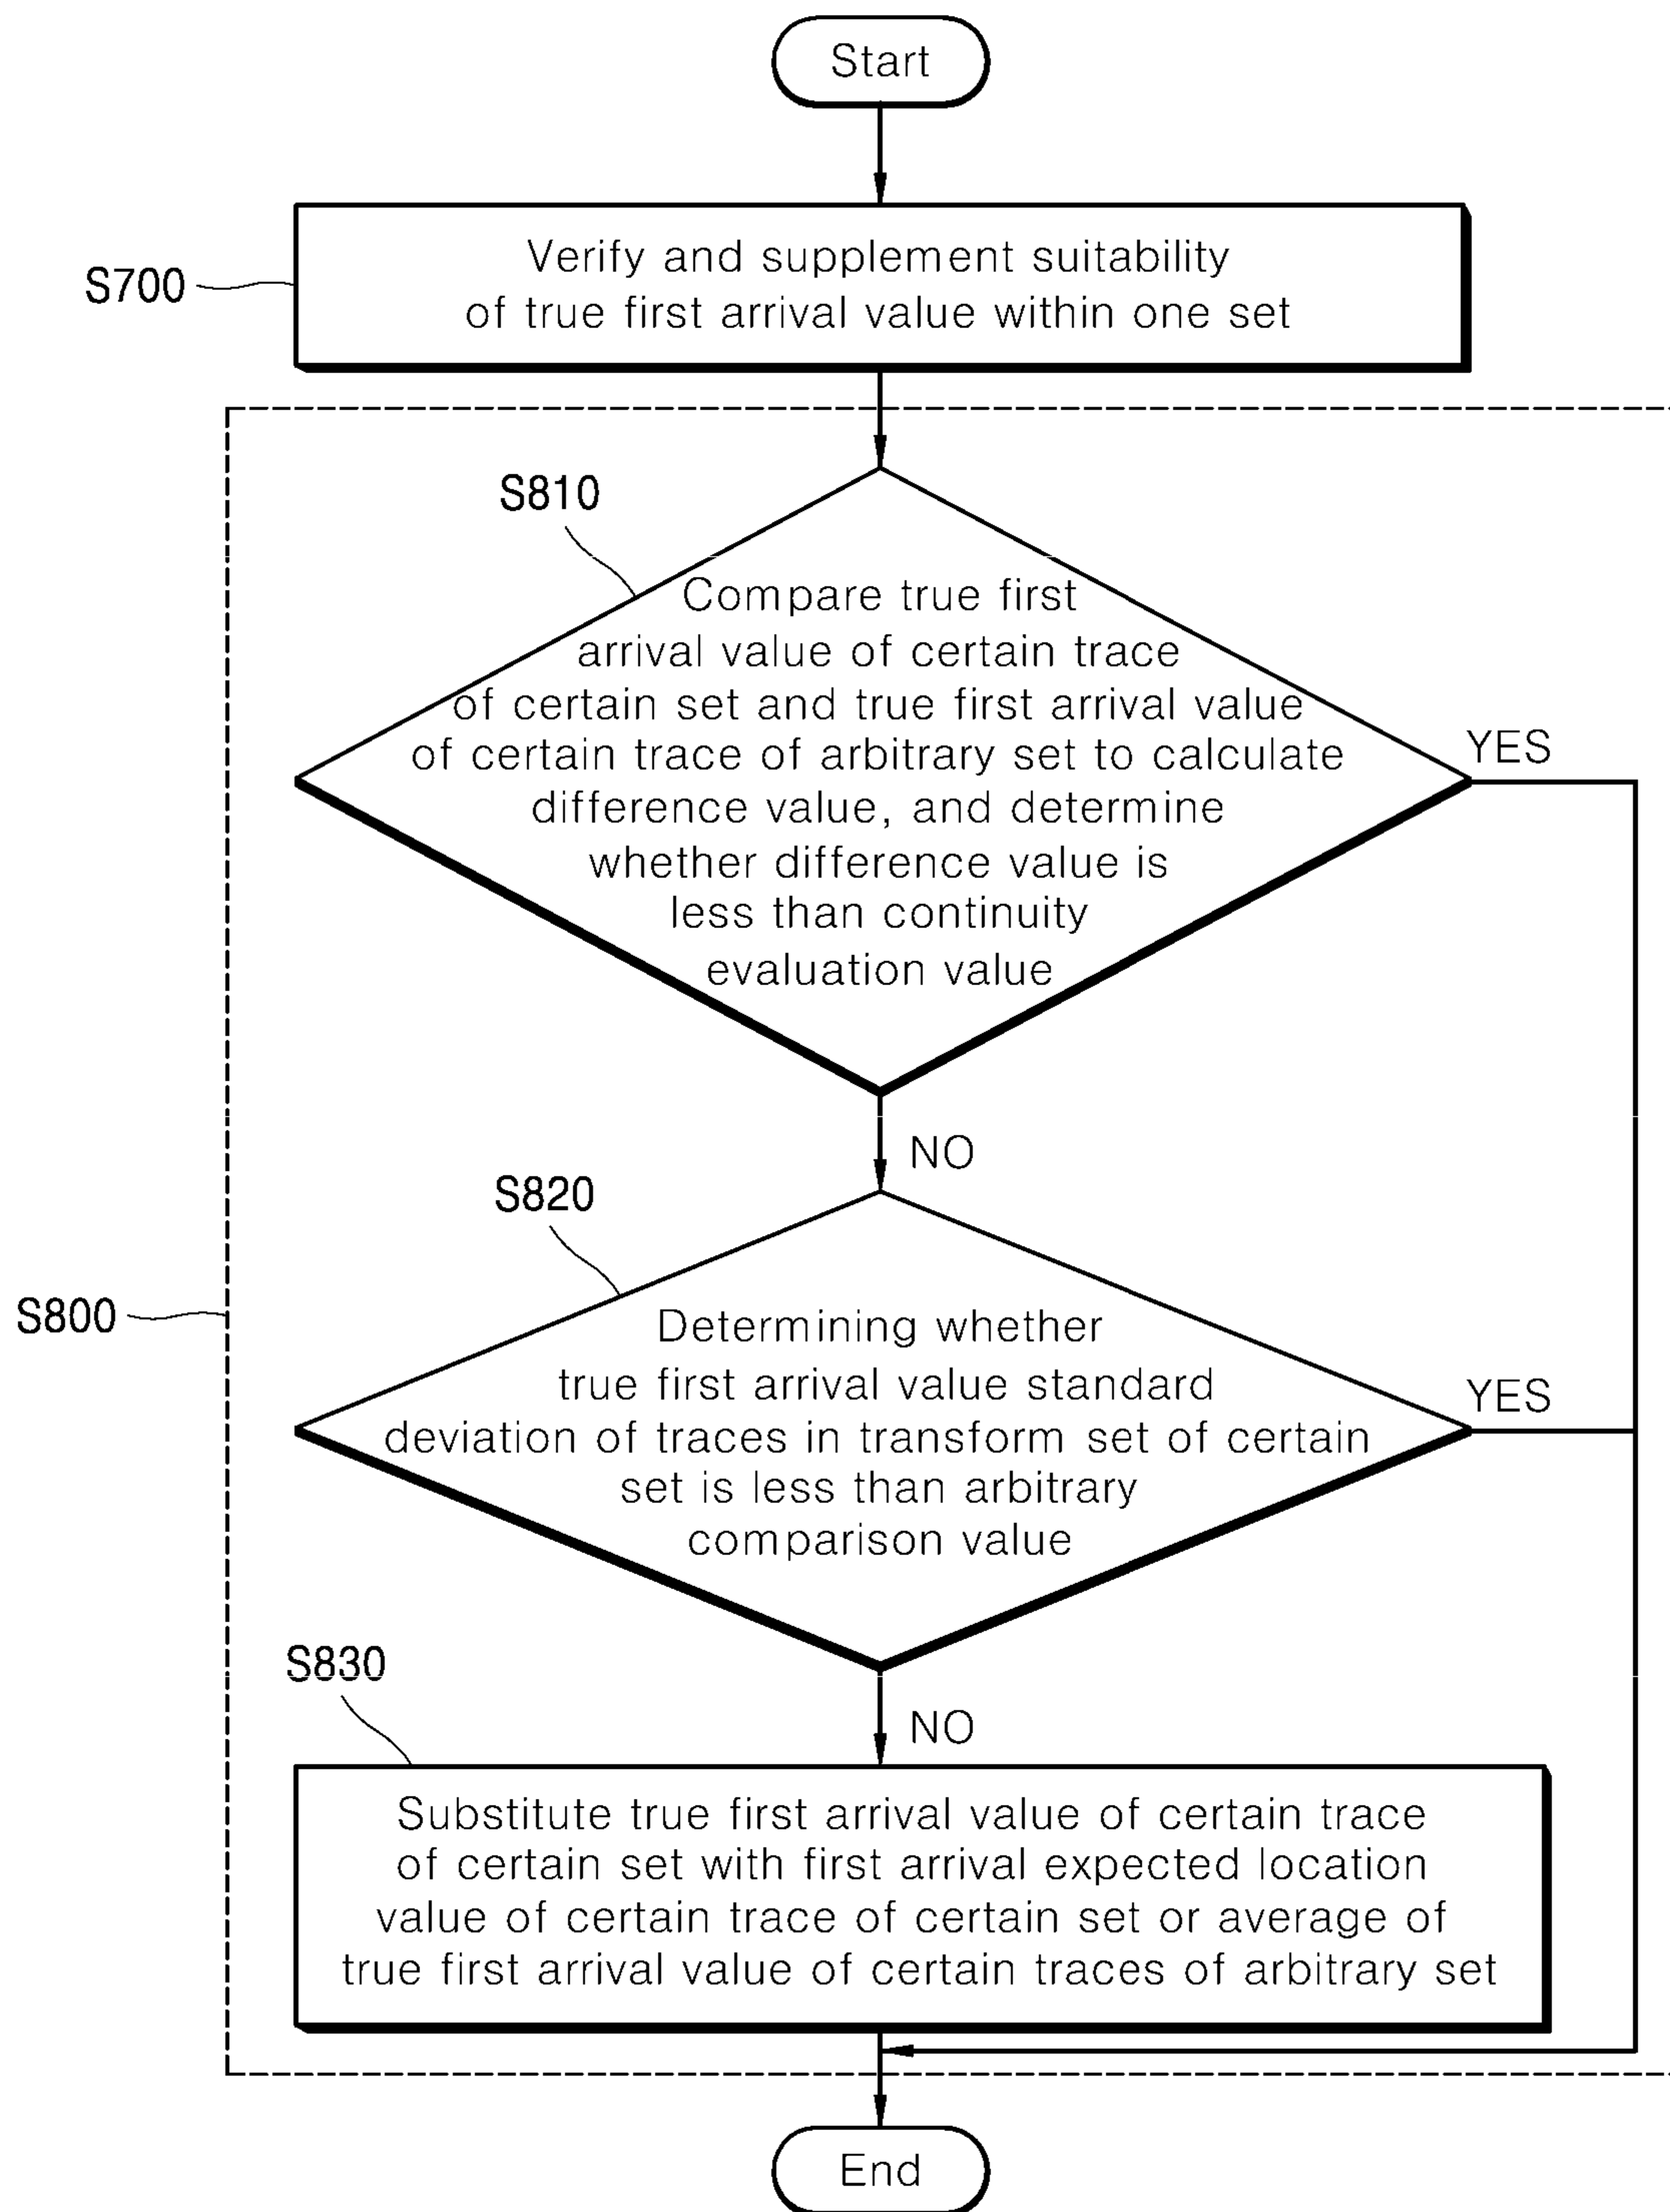 Start
S700
Verify and supplement suitability
of true first arrival value within one set
S810
Compare true first
arrival value of certain trace
of certain set and true first arrival value
of certain trace of arbitrary set to calculate
difference value, and determine
whether difference value is
less than continuity
evaluation value
YES
NO
S800
S820
Determining whether
true first arrival value standard
deviation of traces in transform set of certain
set is less than arbitrary
comparison value
YES
NO
S830
Substitute true first arrival value of certain trace
of certain set with first arrival expected location
value of certain trace of certain set or average of
true first arrival value of certain traces of arbitrary set
End